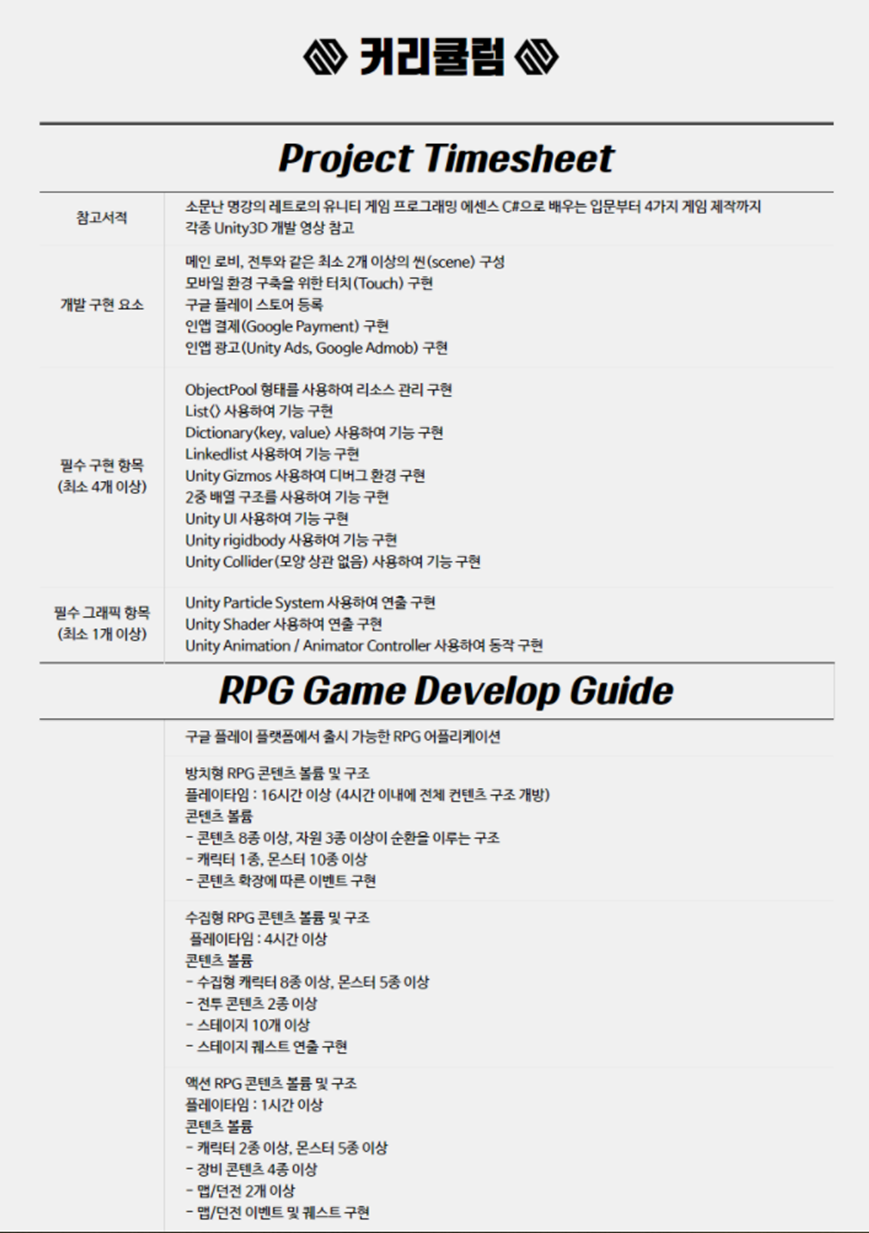 커리큘럼
Project Timesheet
참고서적
소문난 명강의 레트로의 유니티 게임 프로그래밍 에센스 C#으로 배우는 입문부터 4가지 게임 제작까지
각종 Unity3D 개발 영상 참고
개발 구현 요소
메인 로비, 전투와 같은 최소 2개 이상의 씬(scene) 구성
모바일 환경 구축을 위한 터치(Touch) 구현
구글 플레이 스토어 등록
인앱 결제(Google Payment) 구현
인앱 광고(Unity Ads, Google Admob) 구현
필수 구현 항목
(최소 4개 이상)
ObjectPool 형태를 사용하여 리소스 관리 구현
List<> 사용하여 기능 구현
Dictionary<key, value> 사용하여 기능 구현
Linkedlist 사용하여 기능 구현
Unity Gizmos 사용하여 디버그 환경 구현
2중 배열 구조를 사용하여 기능 구현
Unity UI 사용하여 기능 구현
Unity rigidbody 사용하여 기능 구현
Unity Collider(모양 상관 없음) 사용하여 기능 구현
필수 그래픽 항목
(최소 1개 이상)
Unity Particle System 사용하여 연출 구현
Unity Shader 사용하여 연출 구현
Unity Animation / Animator Controller 사용하여 동작 구현
RPG Game Develop Guide
구글 플레이 플랫폼에서 출시 가능한 RPG 어플리케이션
방치형 RPG 콘텐츠 볼륨 및 구조
플레이타임 : 16시간 이상 (4시간 이내에 전체 컨텐츠 구조 개방)
콘텐츠 볼륨
- 콘텐츠 8종 이상, 자원 3종 이상이 순환을 이루는 구조
- 캐릭터 1종, 몬스터 10종 이상
- 콘텐츠 확장에 따른 이벤트 구현
수집형 RPG 콘텐츠 볼륨 및 구조
플레이타임 : 4시간 이상
콘텐츠 볼륨
- 수집형 캐릭터 8종 이상, 몬스터 5종 이상
- 전투 콘텐츠 2종 이상
- 스테이지 10개 이상
- 스테이지 퀘스트 연출 구현
액션 RPG 콘텐츠 볼륨 및 구조
플레이타임 : 1시간 이상
콘텐츠 볼륨
- 캐릭터 2종 이상, 몬스터 5종 이상
- 장비 콘텐츠 4종 이상
- 맵/던전 2개 이상
- 맵/던전 이벤트 및 퀘스트 구현